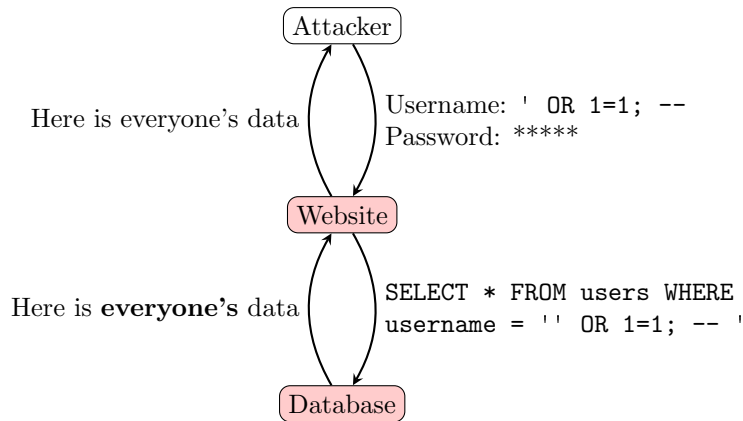 Attacker
Here is everyone's data
Username: ' OR 1=1; --
Password: *****
Website
Here is everyone's data
SELECT * FROM users WHERE
username = '' OR 1=1; -- '
Database